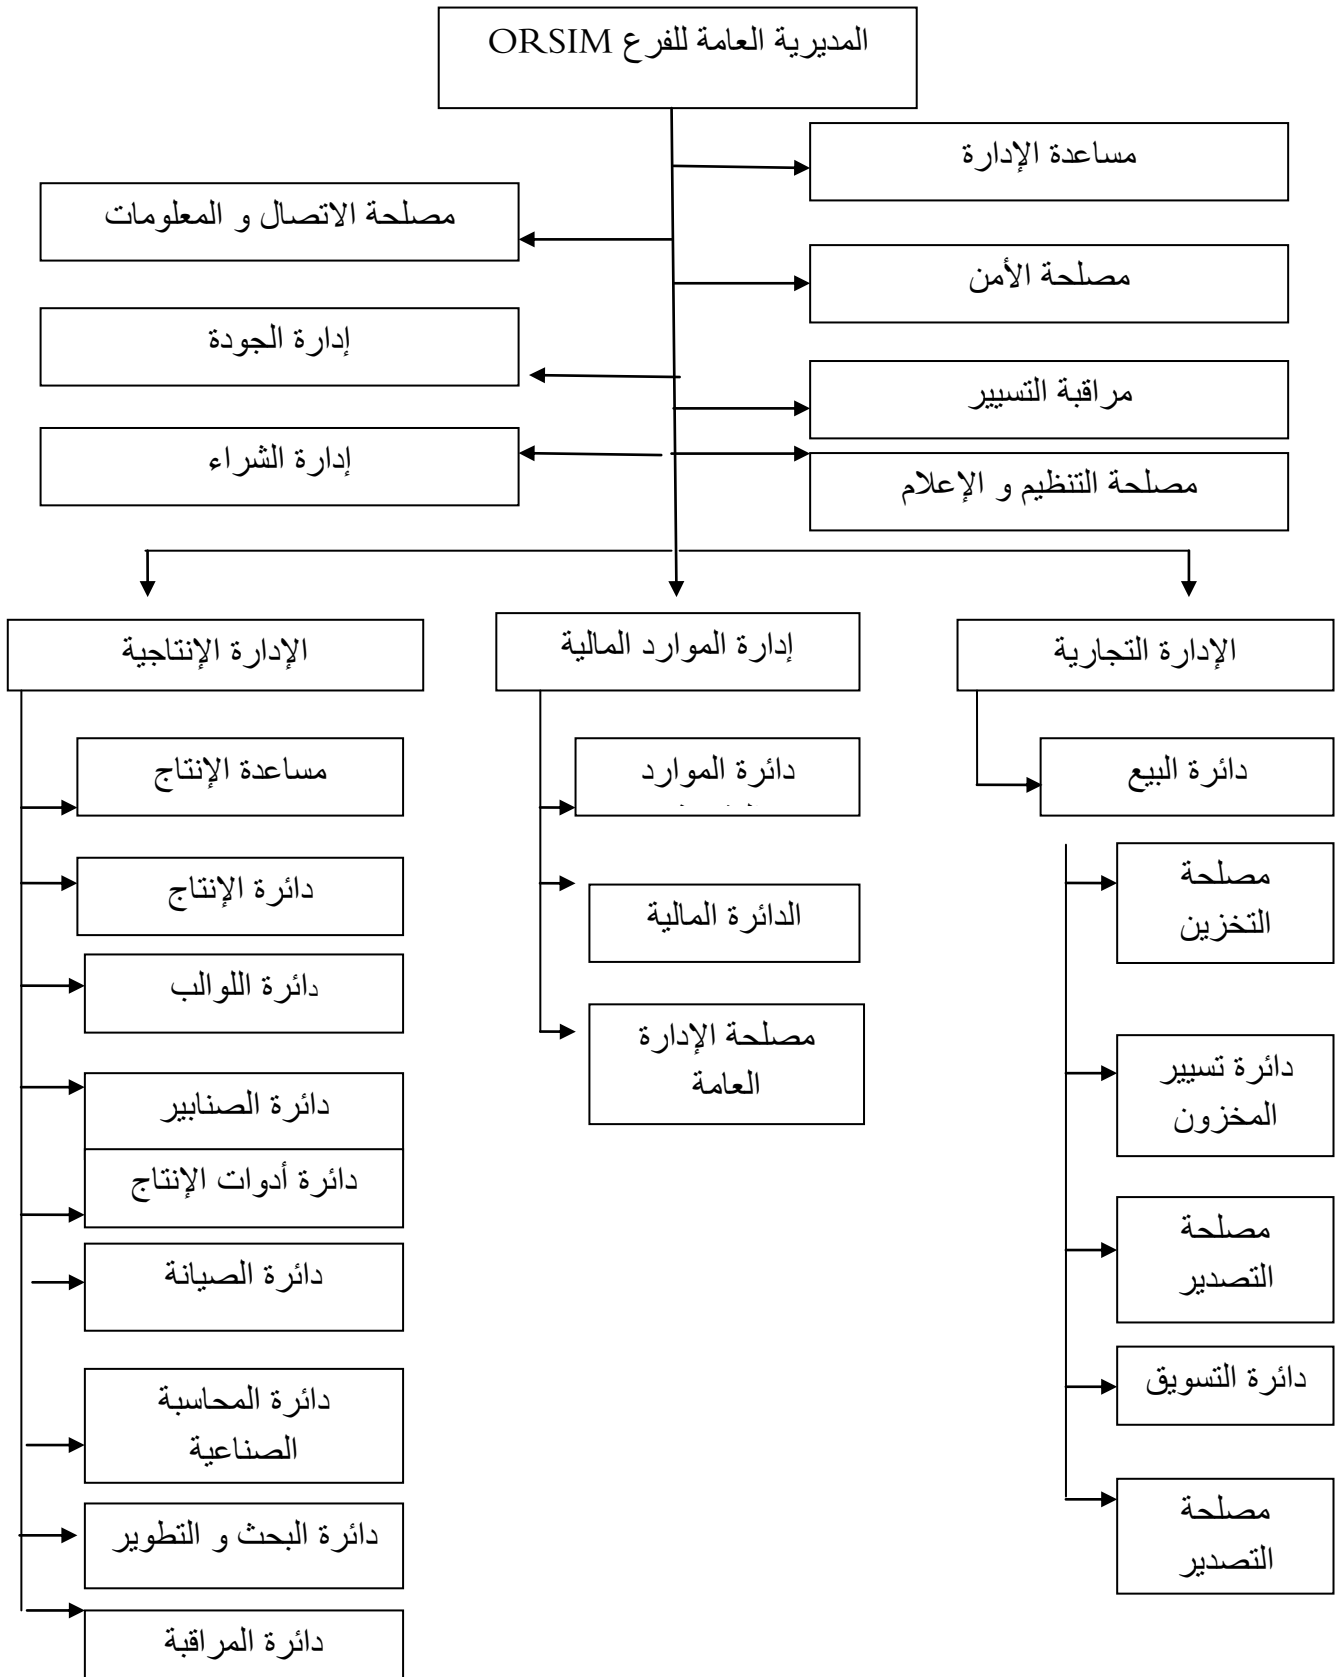 المديرية العامة للفرع ORSIM
مساعدة الإدارة
مصلحة الاتصال و المعلومات
مصلحة الأمن
إدارة الجودة
مراقبة التسيير
إدارة الشراء
مصلحة التنظيم و الإعلام
الإدارة التجارية
إدارة الموارد المالية
الإدارة الإنتاجية
دائرة البيع
مصلحة
التخزين
دائرة تسيير
المخزون
مصلحة
التصدير
دائرة التسويق
مصلحة
التصدير
دائرة الموارد
الدائرة المالية
مصلحة الإدارة
العامة
مساعدة الإنتاج
دائرة الإنتاج
دائرة اللوالب
دائرة الصنابير
دائرة أدوات الإنتاج
دائرة الصيانة
دائرة المحاسبة
الصناعية
دائرة البحث و التطوير
دائرة المراقبة